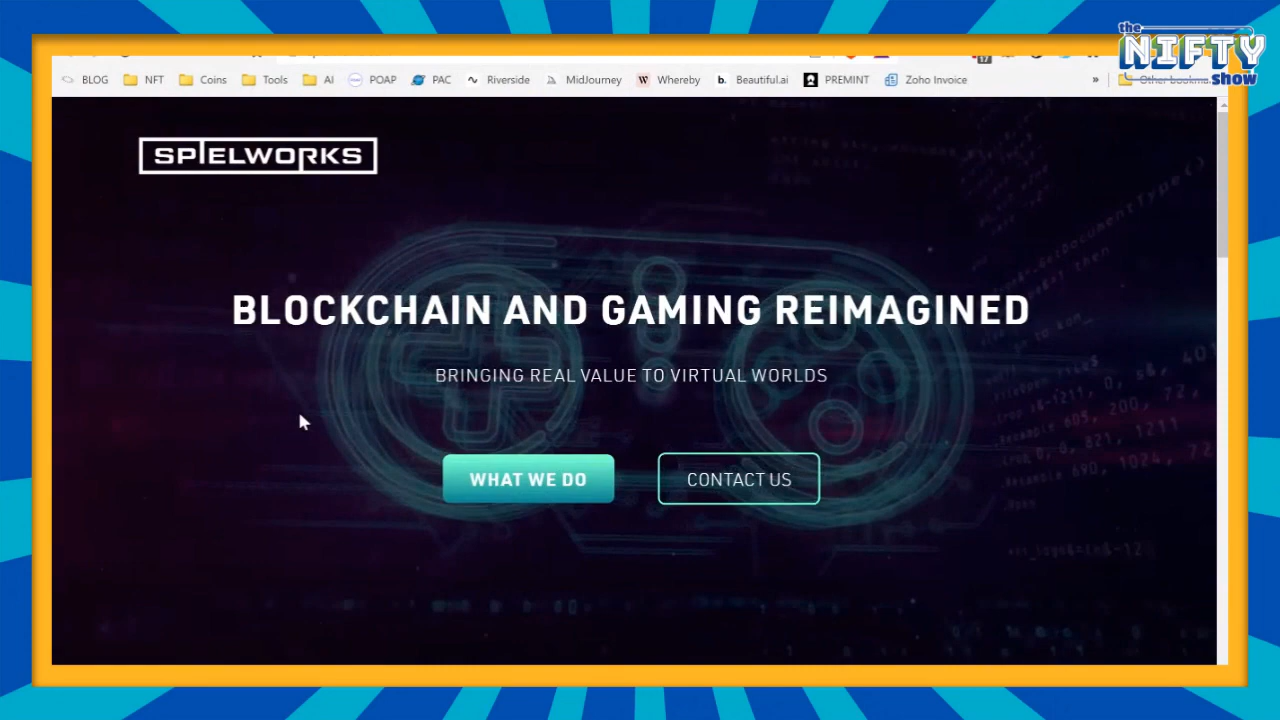 the
NIFTY
show
BLOG NFT Coins Tools AI POAP PAC Riverside MidJourney Whereby b. Beautiful.ai PREMINT Zoho Invoice »
17
SPIELWORKS
BLOCKCHAIN AND GAMING REIMAGINED
BRINGING REAL VALUE TO VIRTUAL WORLDS
WHAT WE DO CONTACT US